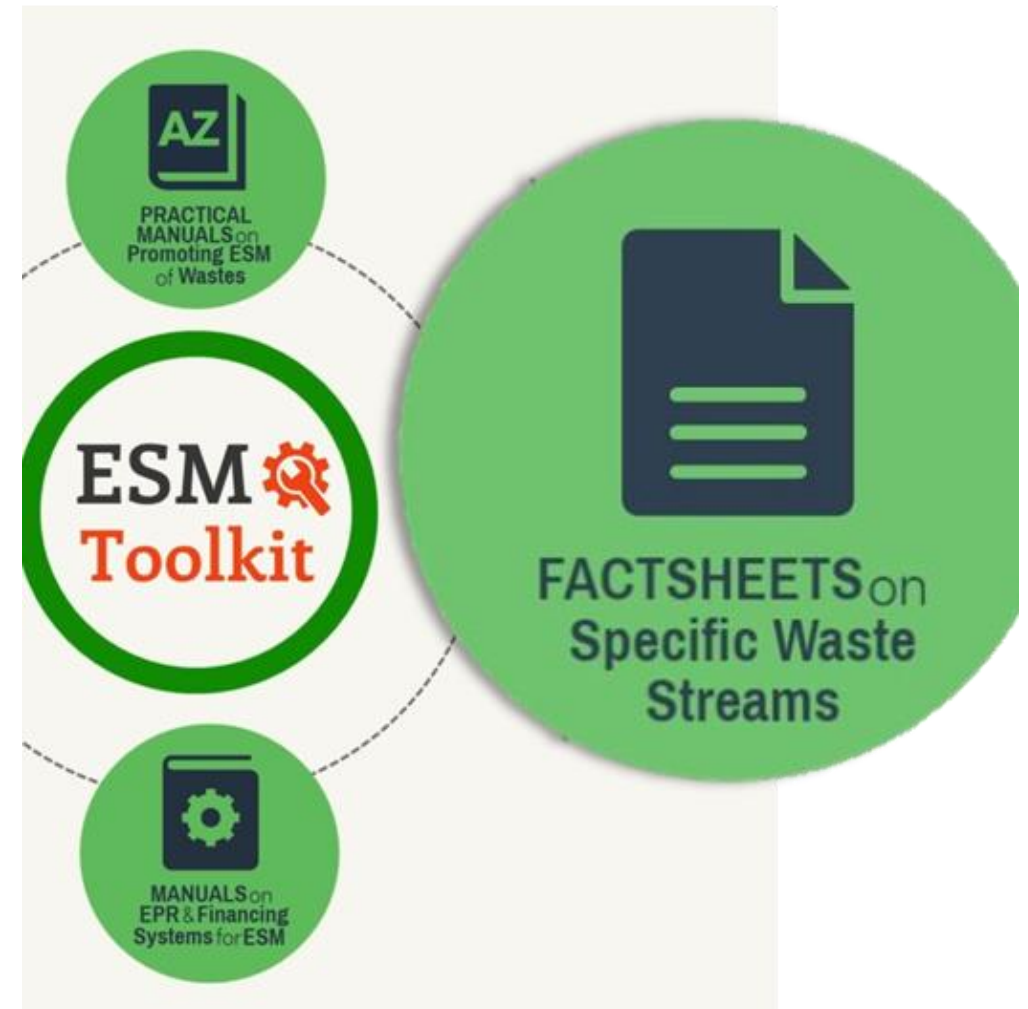 AZ
PRACTICAL
MANUALS on
Promoting ESM
of Wastes
ESM
Toolkit
FACTSHEETS on
Specific Waste
Streams
MANUALS on
EPR & Financing
Systems for ESM